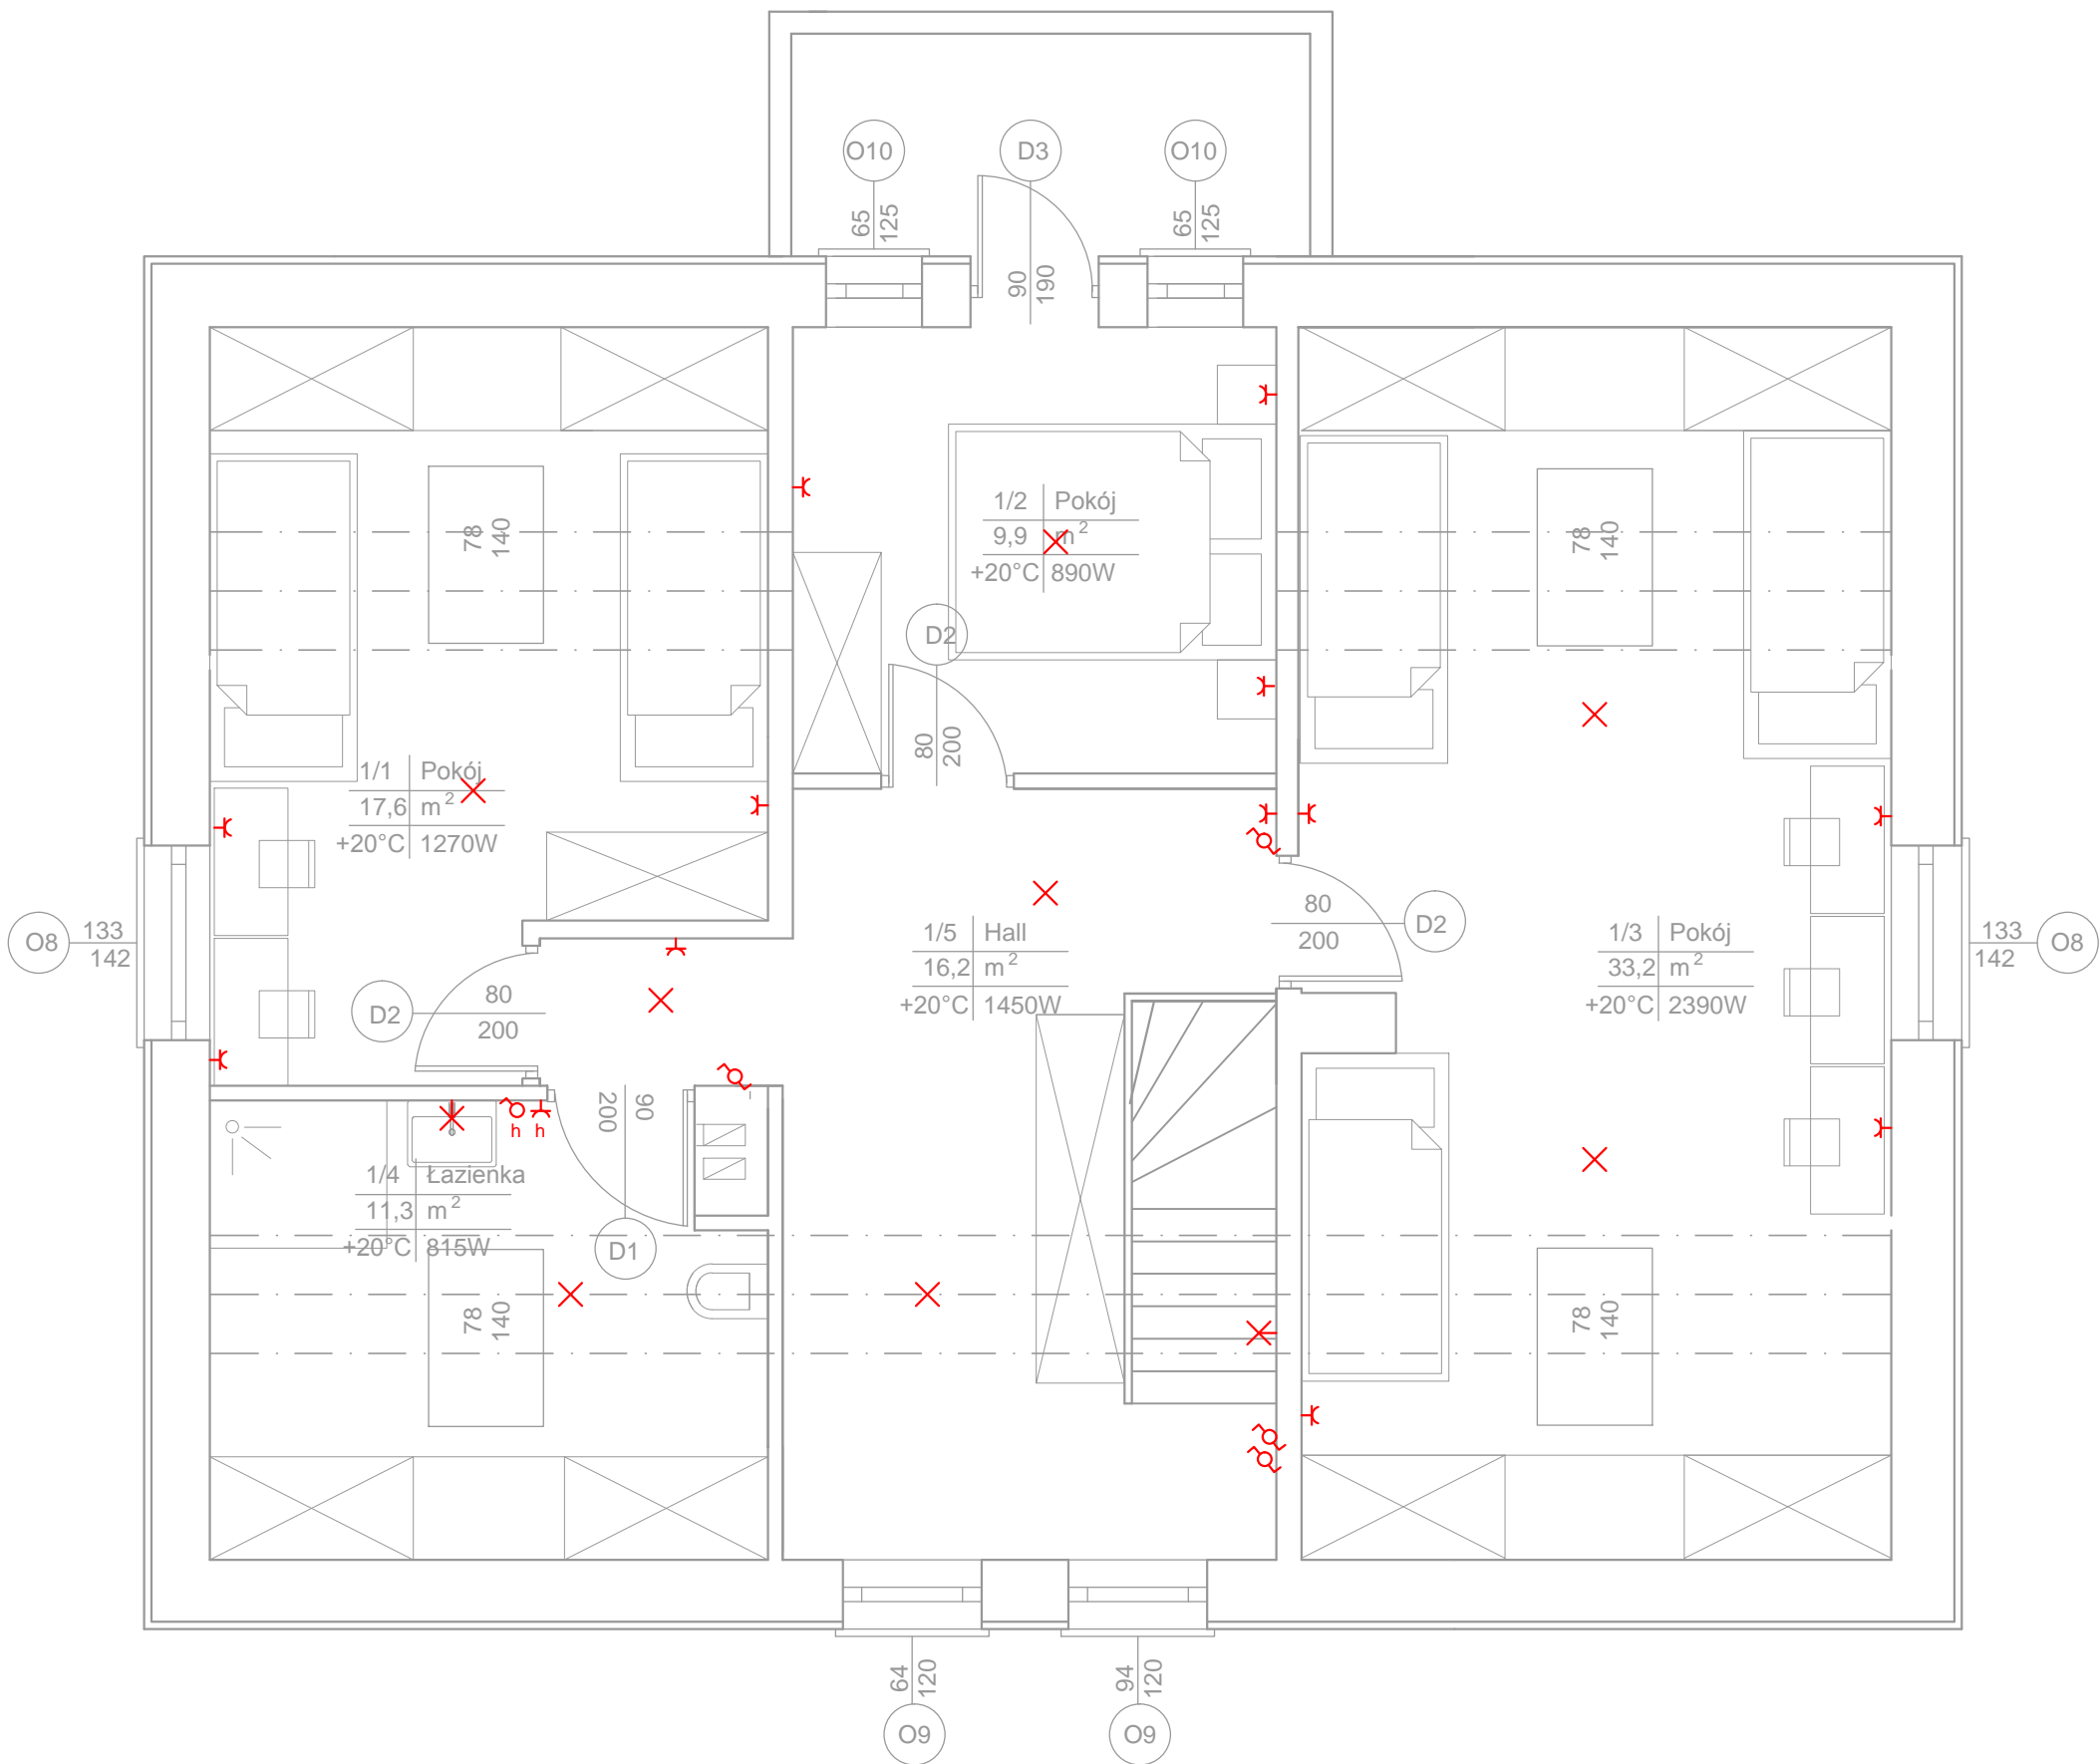 O10
D3
O10
65
125
65
125
90
190
1/2 Pokój
9,9 m²
+20°C 890W
78
140
78
140
D2
80
200
1/1 Pokój
17,6 m²
+20°C 1270W
80
200
D2
O8
133
142
1/5 Hall
16,2 m²
+20°C 1450W
1/3 Pokój
33,2 m²
+20°C 2390W
133
142
O8
D2
80
200
90
200
h h
1/4 Łazienka
11,3 m²
+20°C 815W
D1
78
140
78
140
64
120
94
120
O9
O9